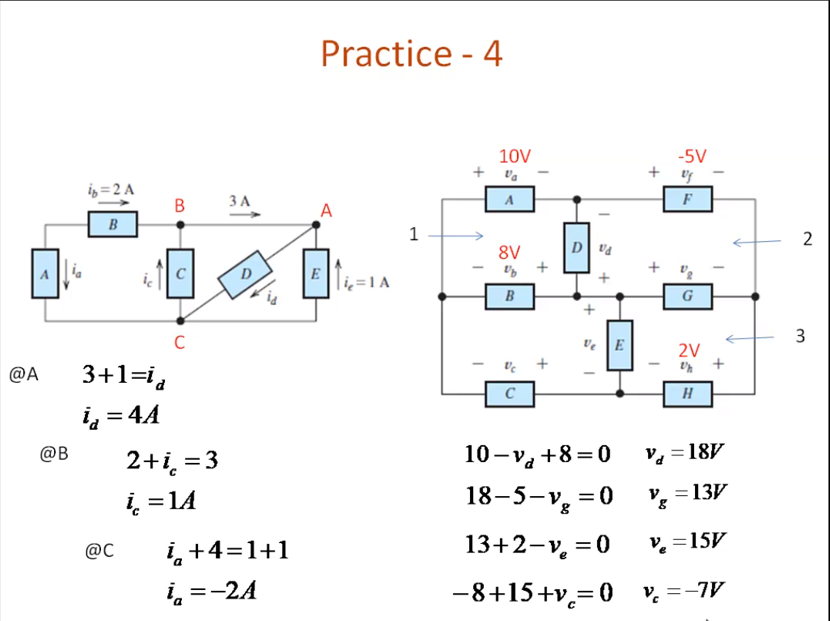 Practice - 4
i_b = 2 A
B
B
3 A
A
A
i_a
i_c
C
D
i_d
E
i_e = 1 A
C
@A
3+1=i_d
i_d = 4A
@B
2+i_c = 3
i_c = 1A
@C
i_a + 4 = 1+1
i_a = -2A
10V
+ v_a −
A
-5V
+ v_f −
F
1
D
−
v_d
+
2
8V
− v_b +
B
+ v_g −
G
+
v_e
−
E
3
− v_c +
C
2V
− v_h +
H
10 − v_d + 8 = 0 v_d = 18V
18 − 5 − v_g = 0 v_g = 13V
13 + 2 − v_e = 0 v_e = 15V
−8 + 15 + v_c = 0 v_c = −7V